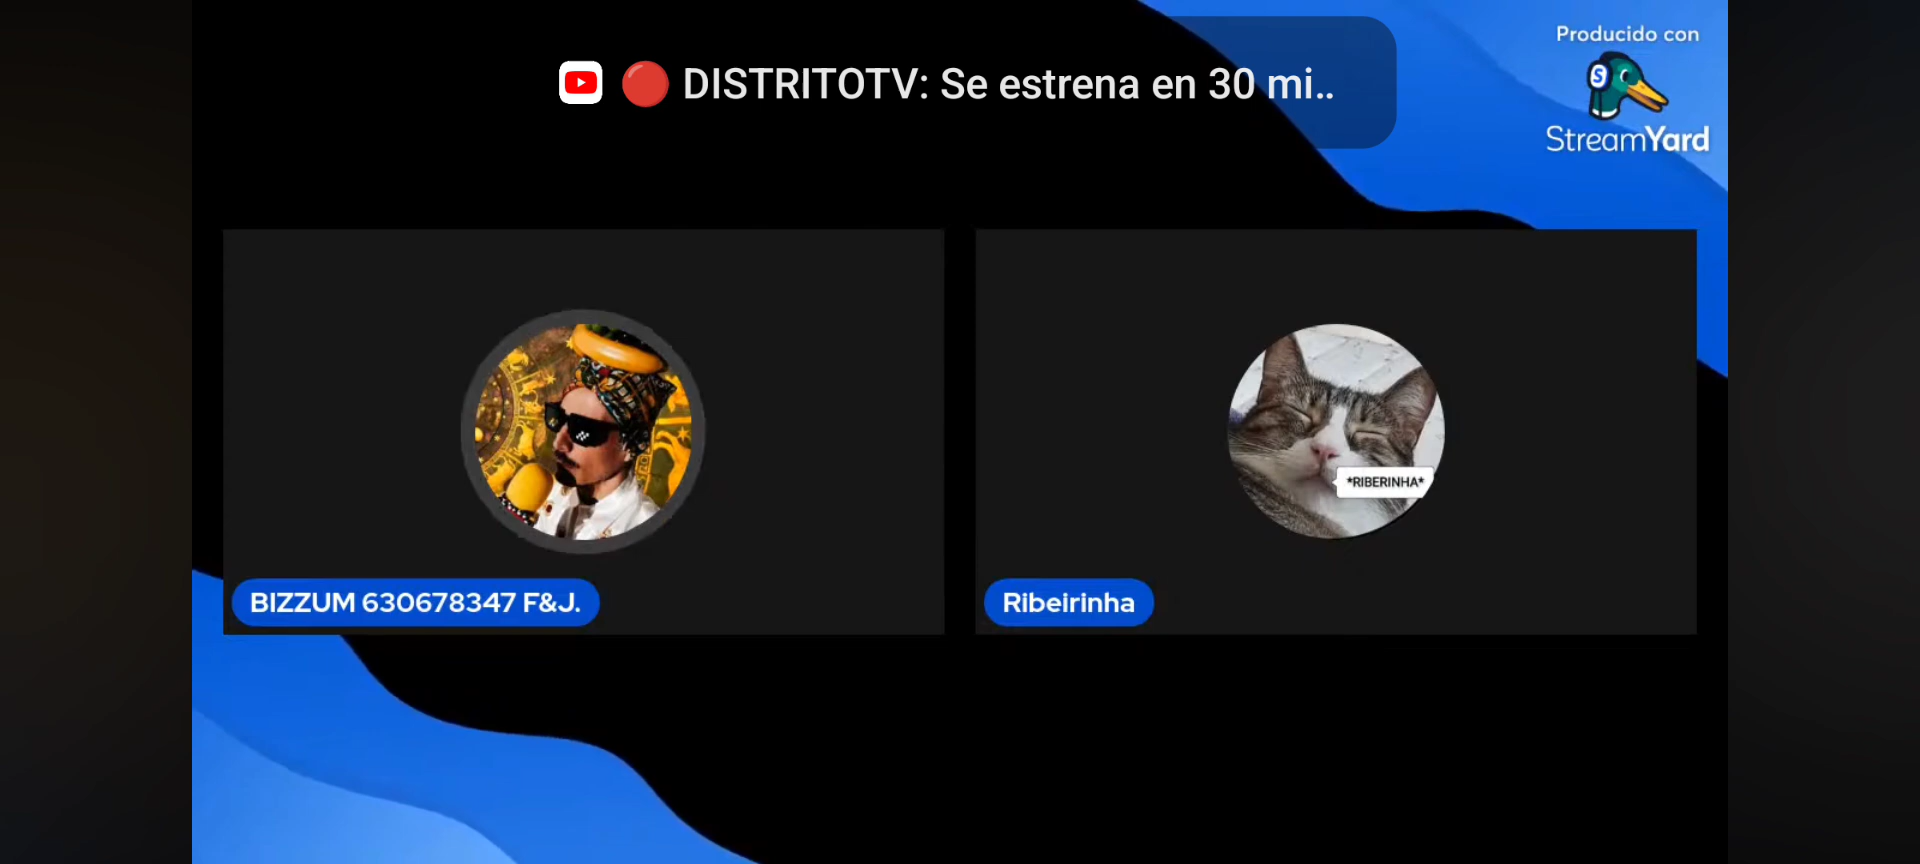 Producido con
🔴 DISTRITOTV: Se estrena en 30 mi..
S
StreamYard
*RIBERINHA*
BIZZUM 630678347 F&J.
Ribeirinha